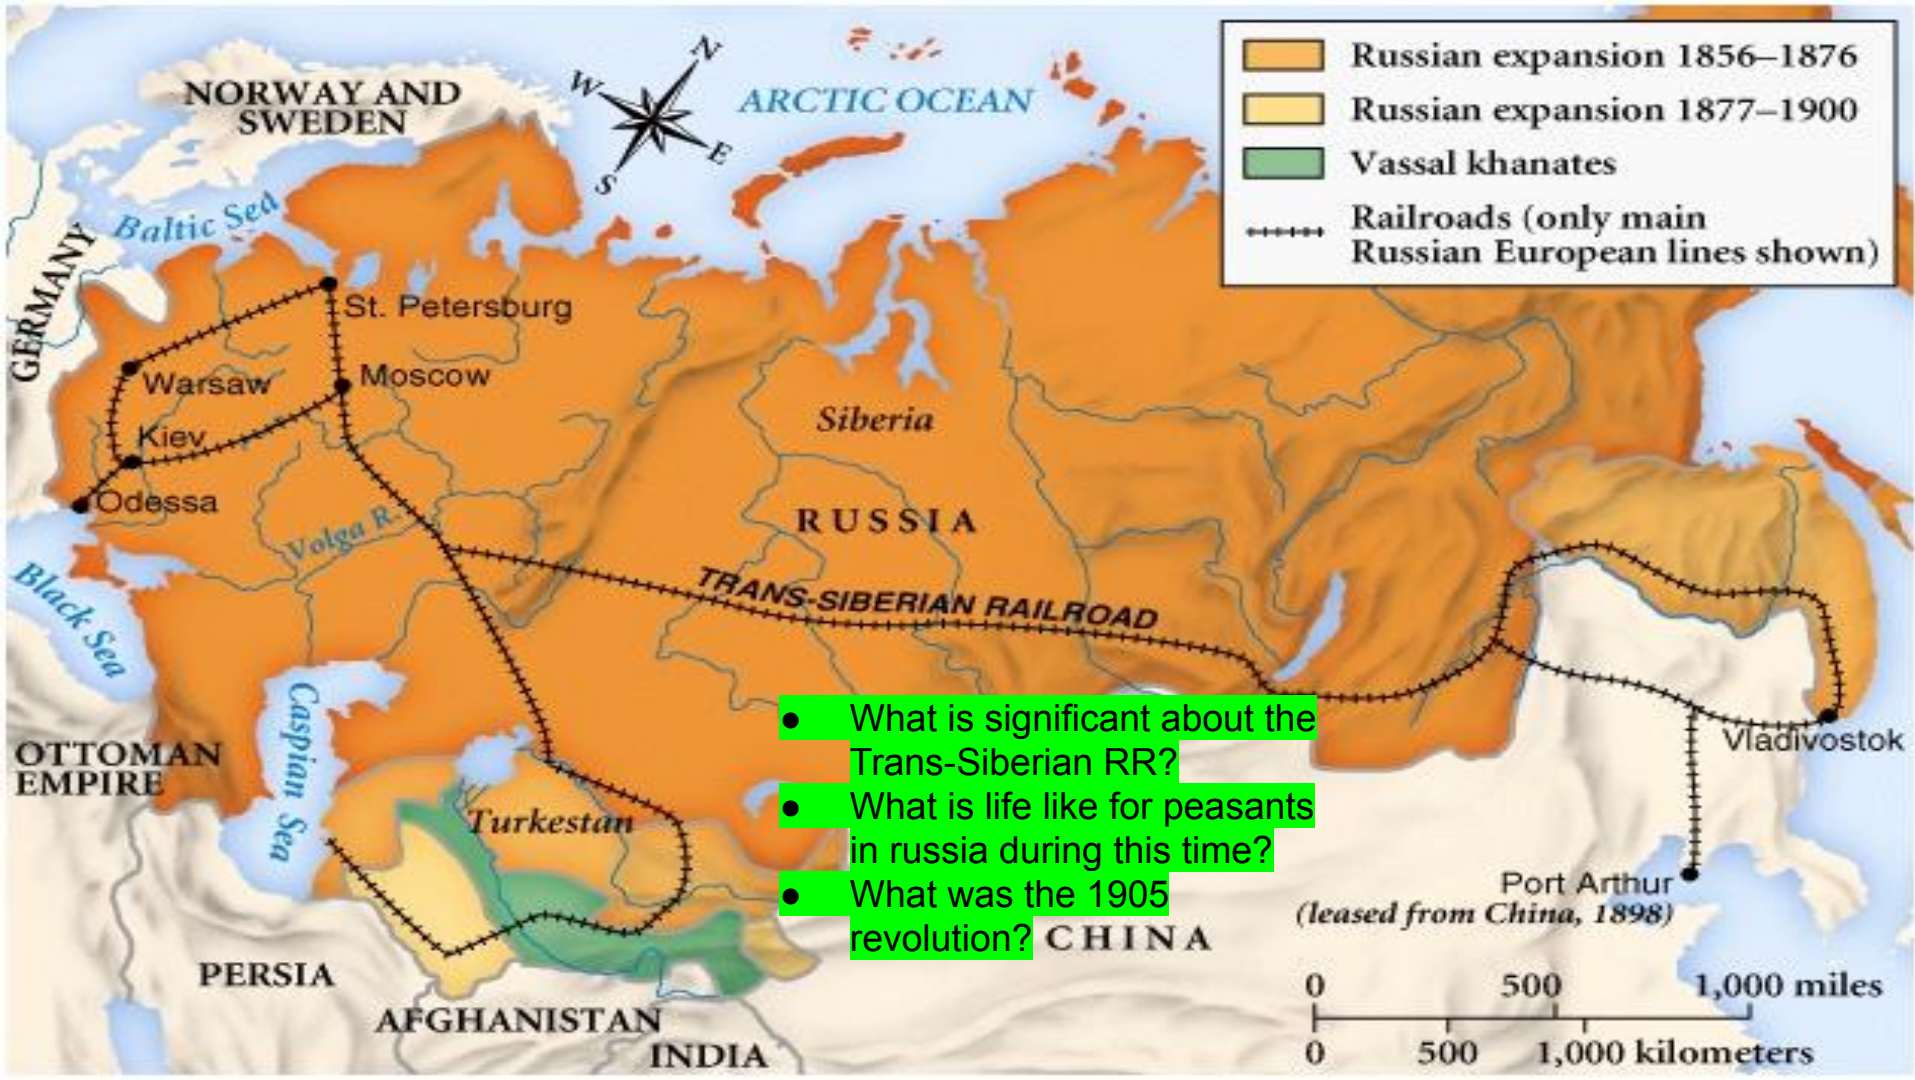 NORWAY AND
SWEDEN
N
W
E
S
ARCTIC OCEAN
Russian expansion 1856–1876
Russian expansion 1877–1900
Vassal khanates
Railroads (only main
Russian European lines shown)
Baltic Sea
GERMANY
St. Petersburg
Warsaw
Moscow
Kiev
Odessa
Siberia
RUSSIA
Volga R.
Black Sea
TRANS-SIBERIAN RAILROAD
Caspian Sea
OTTOMAN
EMPIRE
Turkestan
● What is significant about the
Trans-Siberian RR?
● What is life like for peasants
in russia during this time?
● What was the 1905
revolution?
Vladivostok
Port Arthur
(leased from China, 1898)
CHINA
PERSIA
AFGHANISTAN
INDIA
0 500 1,000 miles
0 500 1,000 kilometers